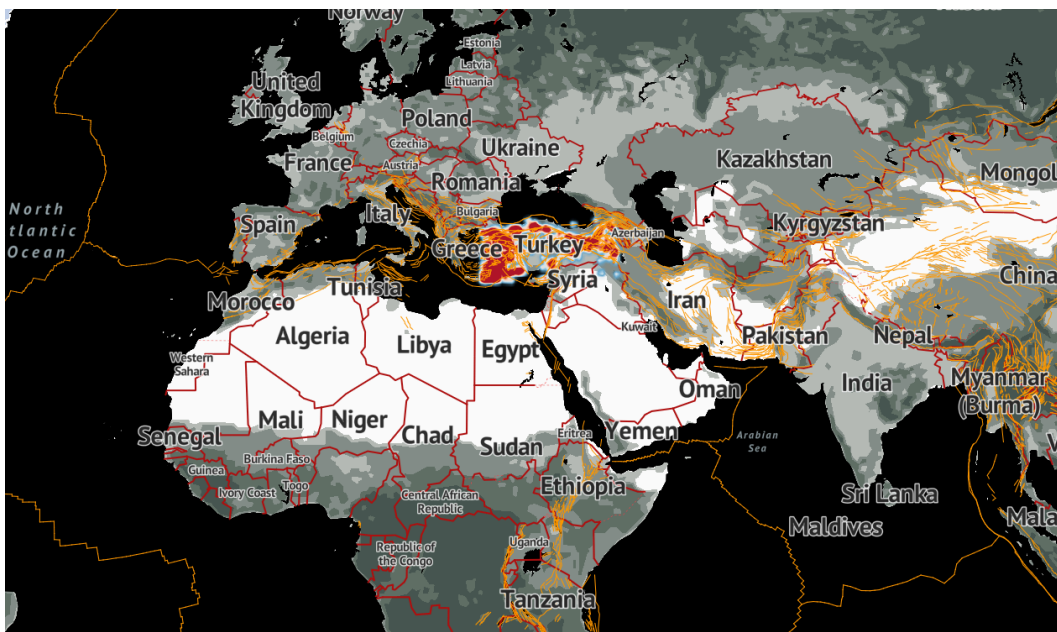 Norway
Estonia
Latvia
Lithuania
United
Kingdom
Poland
Belgium
Czechia
Ukraine
France
Austria
Kazakhstan
Mongol
Romania
North
tlantic
Ocean
Spain
Italy
Bulgaria
Kyrgyzstan
Greece
Turkey
Azerbaijan
China
Syria
Tunisia
Morocco
Iran
Algeria
Libya
Egypt
Kuwait
Pakistan
Nepal
Western
Sahara
India
Myanmar
(Burma)
Oman
Mali
Niger
Chad
Sudan
Eritrea
Yemen
Arabian
Sea
Senegal
Burkina Faso
Guinea
Ivory Coast
Togo
Central African
Republic
Ethiopia
Sri Lanka
Maldives
Mala
Uganda
Republic of
the Congo
Tanzania